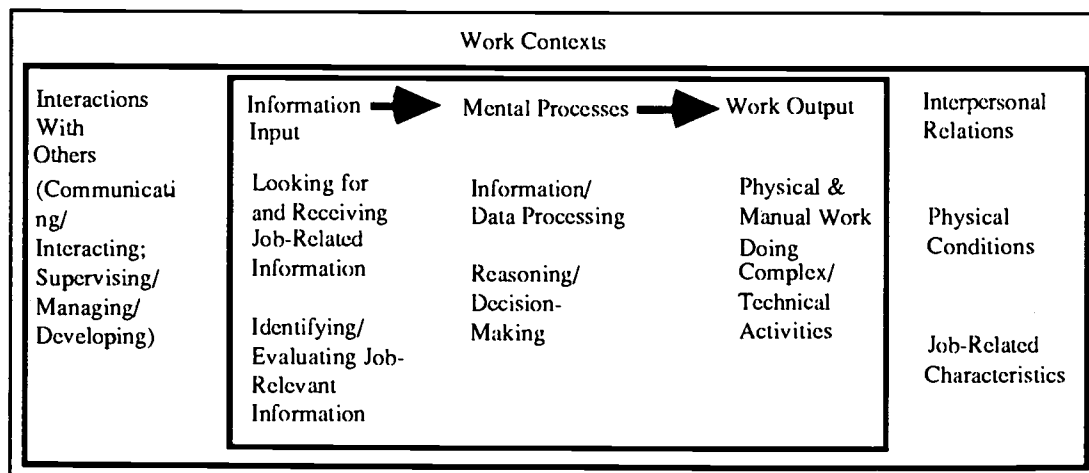 Work Contexts
Interactions
With
Others
(Communicati
ng/
Interacting;
Supervising/
Managing/
Developing)
Information
Input
Looking for
and Receiving
Job-Related
Information
Identifying/
Evaluating Job-
Relevant
Information
Mental Processes
Information/
Data Processing
Reasoning/
Decision-
Making
Work Output
Physical &
Manual Work
Doing
Complex/
Technical
Activities
Interpersonal
Relations
Physical
Conditions
Job-Related
Characteristics